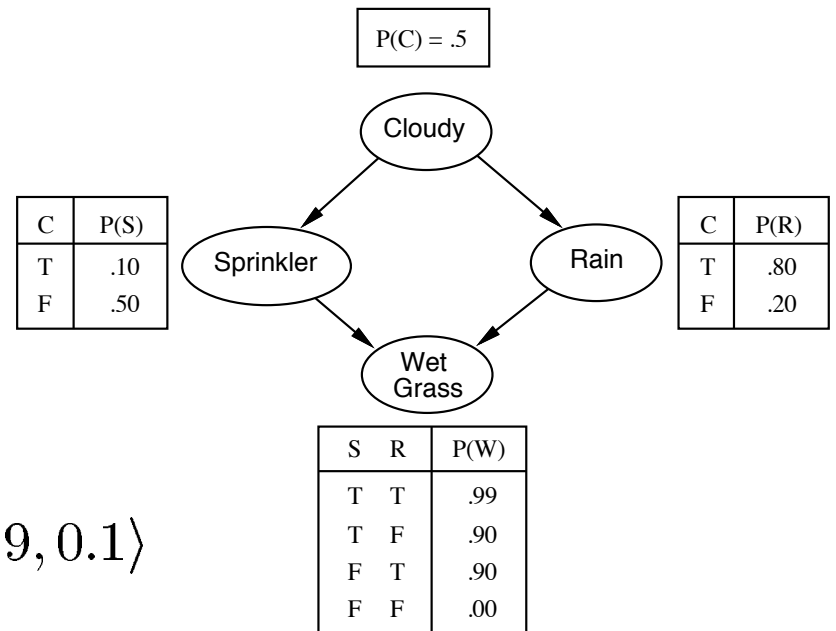 P(C) = .5
Cloudy
C P(S)
T .10
F .50
Sprinkler
Rain
C P(R)
T .80
F .20
Wet
Grass
S R P(W)
T T .99
T F .90
F T .90
F F .00
9, 0.1⟩